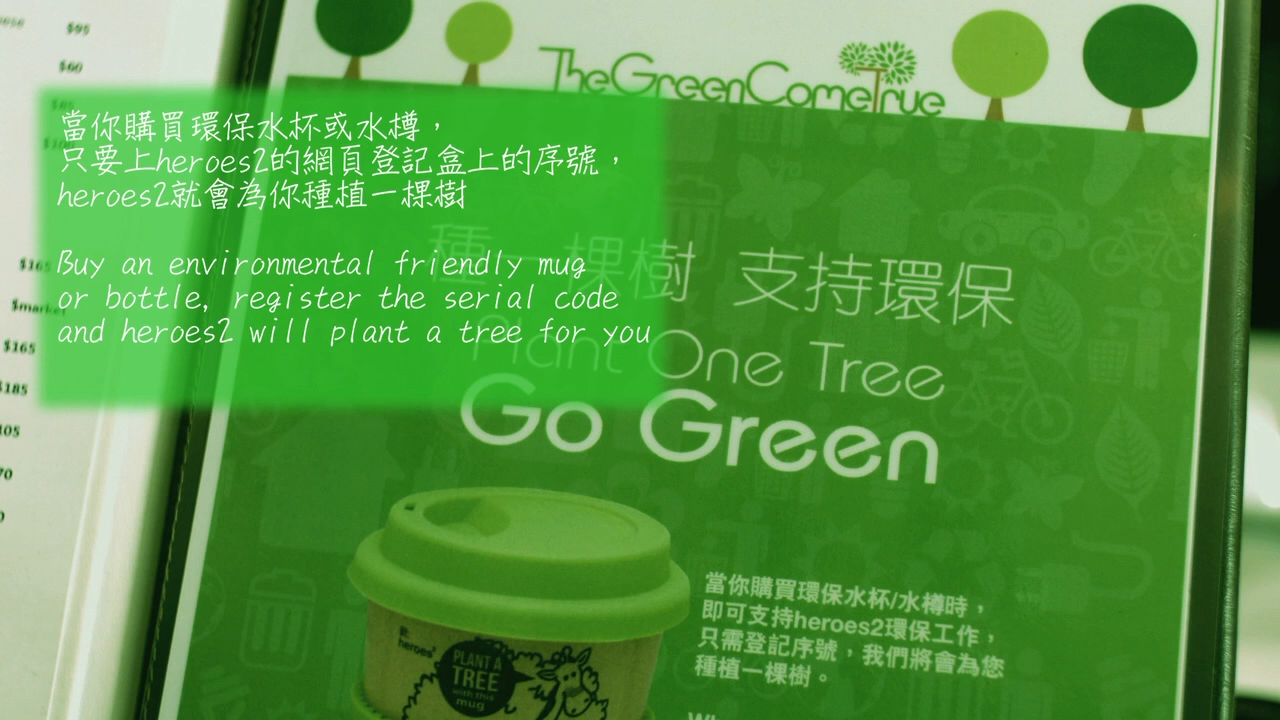 $95
$60
$85
當你購買環保水杯或水樽，
只要上heroes2的網頁登記盒上的序號，
heroes2就會為你種植一棵樹
Buy an environmental friendly mug
or bottle, register the serial code
and heroes2 will plant a tree for you
$165
$market
$165
$185
105
70
TheGreenComeTrue
種一棵樹 支持環保
Plant One Tree
Go Green
heroes²
PLANT A
TREE
with this
mug
當你購買環保水杯/水樽時，
即可支持heroes2環保工作，
只需登記序號，我們將會為您
種植一棵樹。